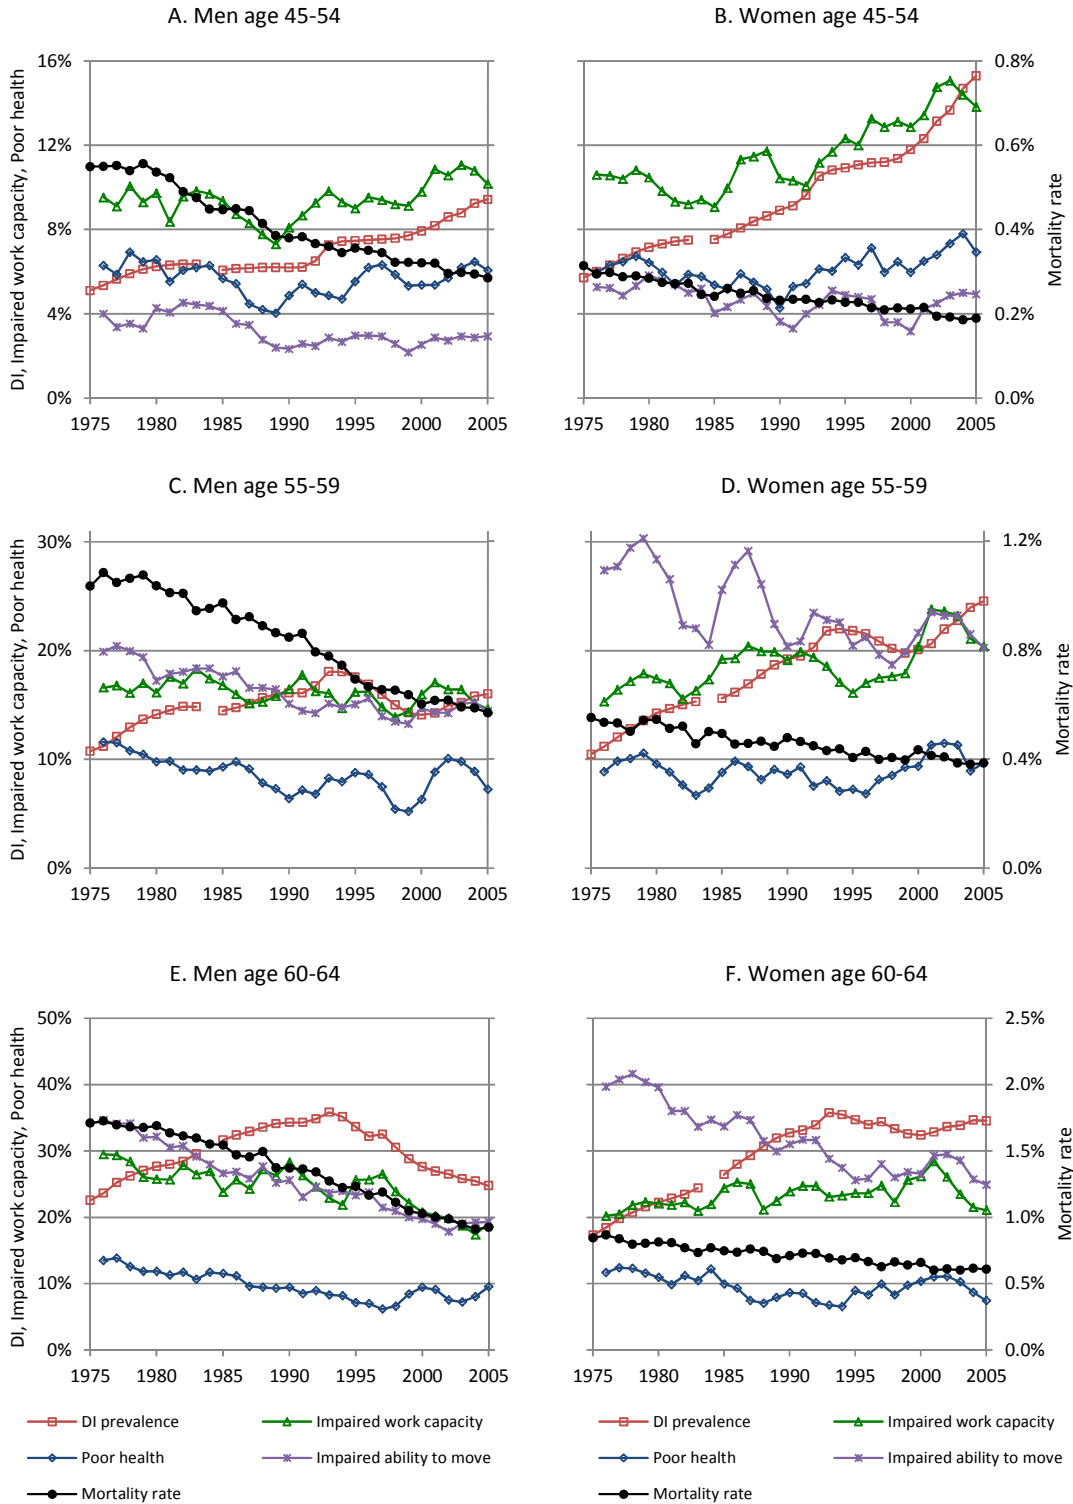 A. Men age 45-54
B. Women age 45-54
DI, Impaired work capacity, Poor health
16%
12%
8%
4%
0%
1975 1980 1985 1990 1995 2000 2005
0.8%
0.6%
0.4%
0.2%
0.0%
Mortality rate
1975 1980 1985 1990 1995 2000 2005
C. Men age 55-59
D. Women age 55-59
DI, Impaired work capacity, Poor health
30%
20%
10%
0%
1975 1980 1985 1990 1995 2000 2005
1.2%
0.8%
0.4%
0.0%
Mortality rate
1975 1980 1985 1990 1995 2000 2005
E. Men age 60-64
F. Women age 60-64
DI, Impaired work capacity, Poor health
50%
40%
30%
20%
10%
0%
1975 1980 1985 1990 1995 2000 2005
2.5%
2.0%
1.5%
1.0%
0.5%
0.0%
Mortality rate
1975 1980 1985 1990 1995 2000 2005
DI prevalence
Impaired work capacity
Poor health
Impaired ability to move
Mortality rate
DI prevalence
Impaired work capacity
Poor health
Impaired ability to move
Mortality rate